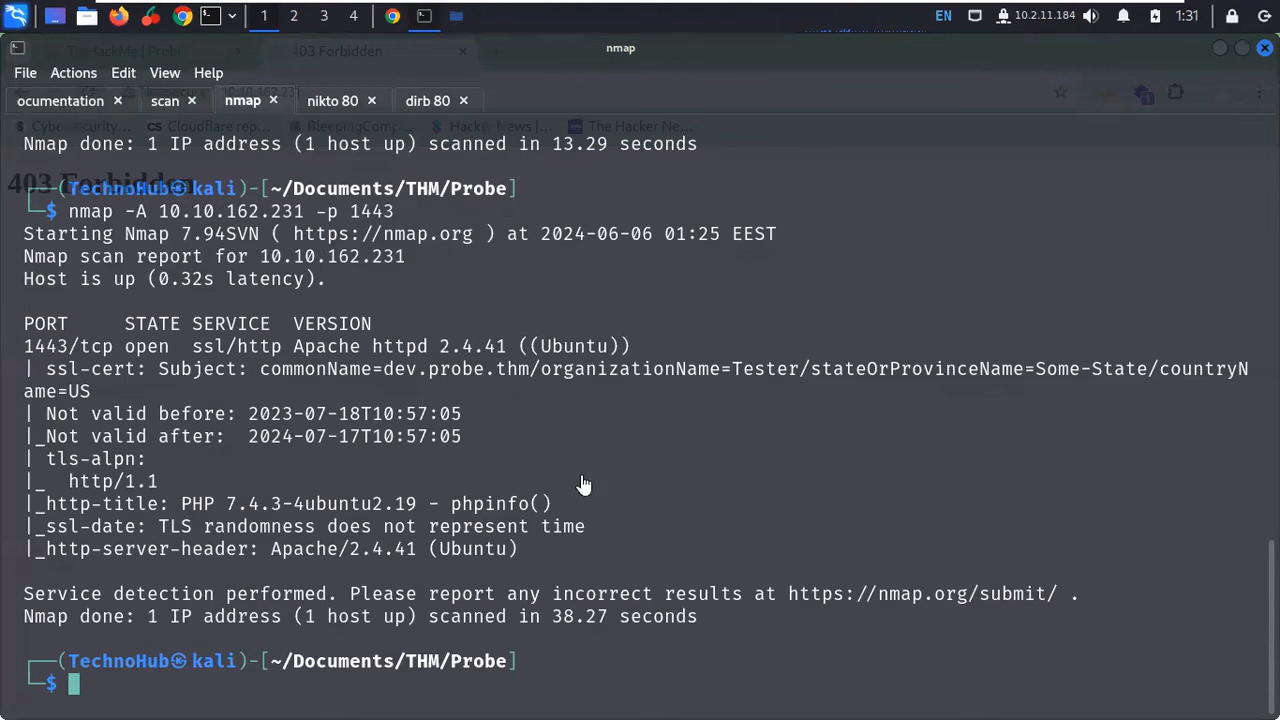 1 2 3 4 EN 10.2.11.184 1:31
TryHackMe | Probe 403 Forbidden
nmap
File Actions Edit View Help
ocumentation scan nmap nikto 80 dirb 80
Cybersecurity... CS Cloudflare rep... BleepingComp... Hacker News |... The Hacker Ne...
Nmap done: 1 IP address (1 host up) scanned in 13.29 seconds
403 Forbidden
┌──(TechnoHub㉿kali)-[~/Documents/THM/Probe]
└─$ nmap -A 10.10.162.231 -p 1443
Starting Nmap 7.94SVN ( https://nmap.org ) at 2024-06-06 01:25 EEST
Nmap scan report for 10.10.162.231
Host is up (0.32s latency).
PORT     STATE SERVICE  VERSION
1443/tcp open  ssl/http Apache httpd 2.4.41 ((Ubuntu))
| ssl-cert: Subject: commonName=dev.probe.thm/organizationName=Tester/stateOrProvinceName=Some-State/countryN
ame=US
| Not valid before: 2023-07-18T10:57:05
|_Not valid after:  2024-07-17T10:57:05
| tls-alpn:
|_  http/1.1
|_http-title: PHP 7.4.3-4ubuntu2.19 - phpinfo()
|_ssl-date: TLS randomness does not represent time
|_http-server-header: Apache/2.4.41 (Ubuntu)
Service detection performed. Please report any incorrect results at https://nmap.org/submit/ .
Nmap done: 1 IP address (1 host up) scanned in 38.27 seconds
┌──(TechnoHub㉿kali)-[~/Documents/THM/Probe]
└─$